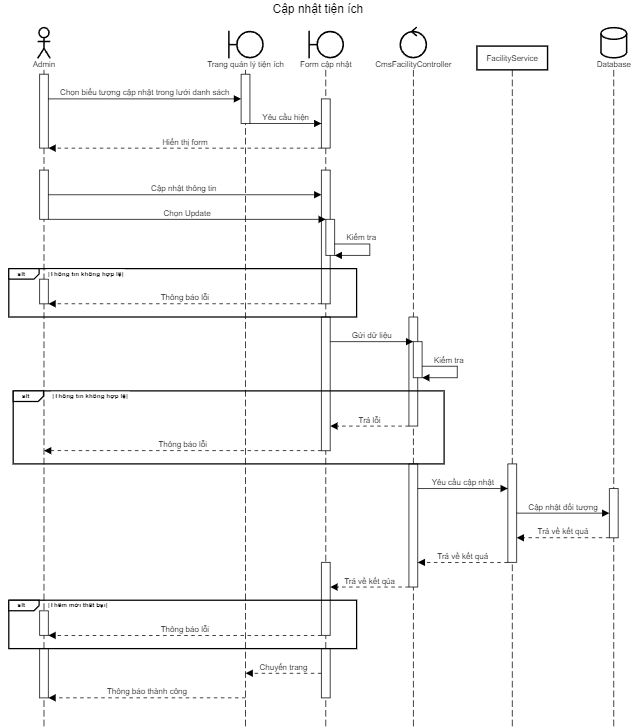 Cập nhật tiện ích
Admin
Trang quản lý tiện ích
Form cập nhật
CmsFacilityController
FacilityService
Database
Chọn biểu tượng cập nhật trong lưới danh sách
Yêu cầu hiện
Hiển thị form
Cập nhật thông tin
Chọn Update
Kiểm tra
alt
[Thông tin không hợp lệ]
Thông báo lỗi
Gửi dữ liệu
Kiểm tra
alt
[Thông tin không hợp lệ]
Trả lỗi
Thông báo lỗi
Yêu cầu cập nhật
Cập nhật đối tượng
Trả về kết quả
Trả về kết quả
Trả về kết qủa
alt
[Thêm mới thất bại]
Thông báo lỗi
Chuyển trang
Thông báo thành công